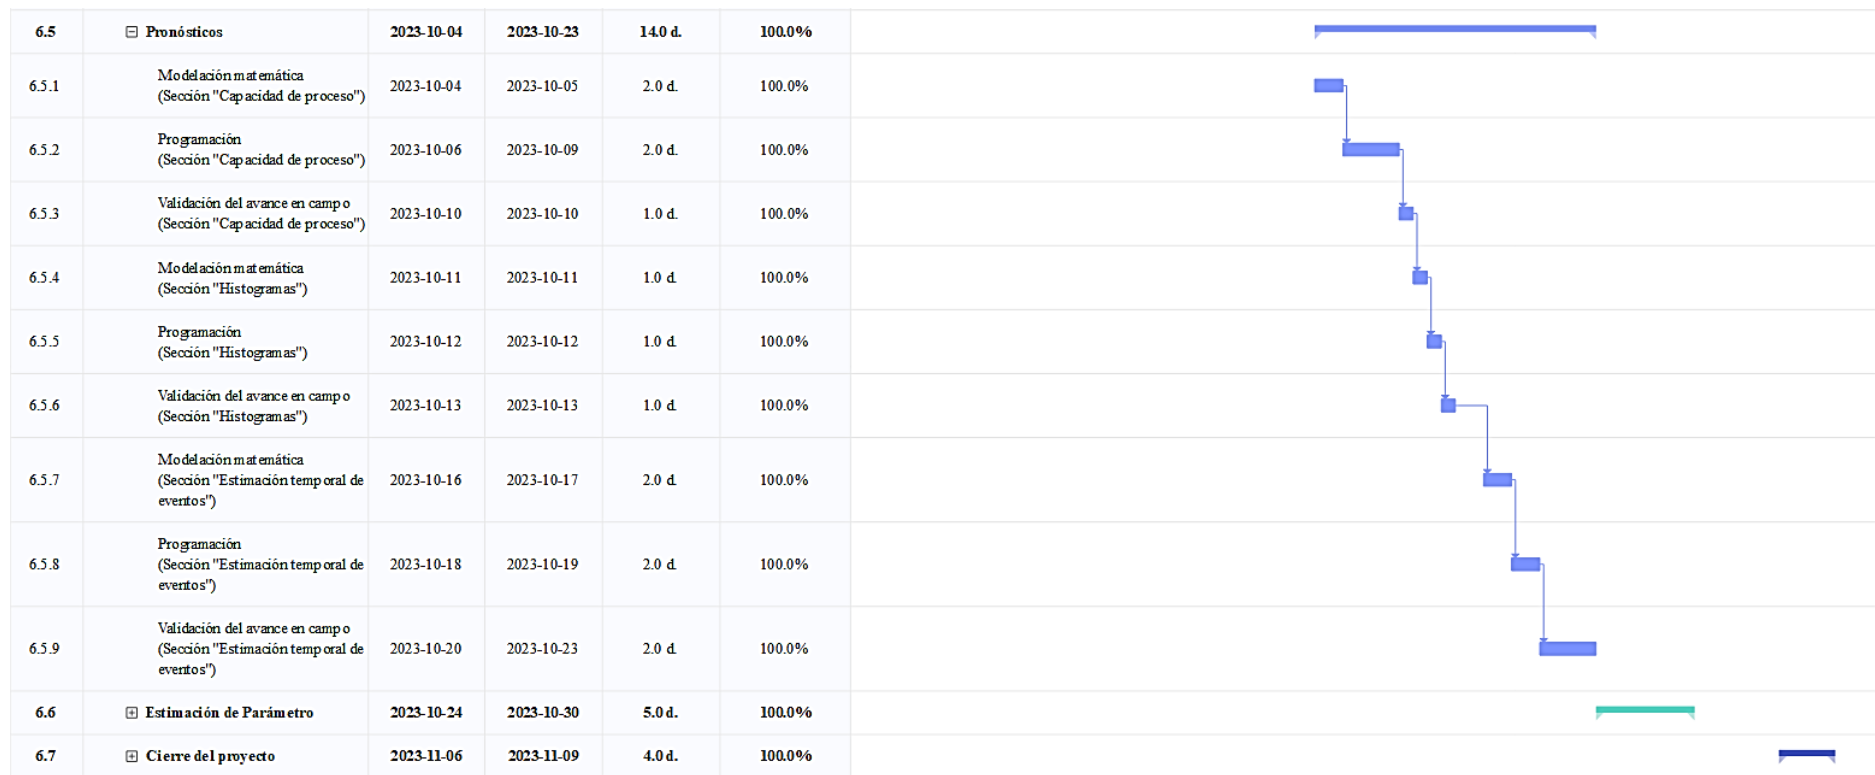 6.5 Pronósticos 2023-10-04 2023-10-23 14.0 d. 100.0%
Modelación matemática
6.5.1 (Sección "Capacidad de proceso") 2023-10-04 2023-10-05 2.0 d. 100.0%
Programación
6.5.2 (Sección "Capacidad de proceso") 2023-10-06 2023-10-09 2.0 d. 100.0%
Validación del avance en campo
6.5.3 (Sección "Capacidad de proceso") 2023-10-10 2023-10-10 1.0 d. 100.0%
Modelación matemática
6.5.4 (Sección "Histogramas") 2023-10-11 2023-10-11 1.0 d. 100.0%
Programación
6.5.5 (Sección "Histogramas") 2023-10-12 2023-10-12 1.0 d. 100.0%
Validación del avance en campo
6.5.6 (Sección "Histogramas") 2023-10-13 2023-10-13 1.0 d. 100.0%
Modelación matemática
6.5.7 (Sección "Estimación temporal de 2023-10-16 2023-10-17 2.0 d. 100.0%
eventos")
Programación
6.5.8 (Sección "Estimación temporal de 2023-10-18 2023-10-19 2.0 d. 100.0%
eventos")
Validación del avance en campo
6.5.9 (Sección "Estimación temporal de 2023-10-20 2023-10-23 2.0 d. 100.0%
eventos")
6.6 Estimación de Parámetro 2023-10-24 2023-10-30 5.0 d. 100.0%
6.7 Cierre del proyecto 2023-11-06 2023-11-09 4.0 d. 100.0%